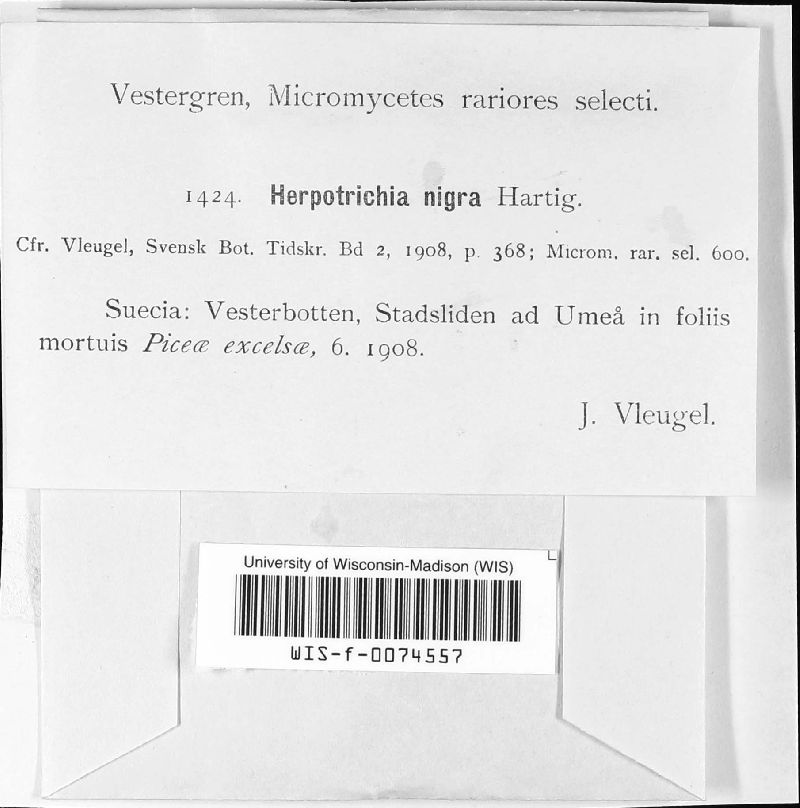 Vestergren, Micromycetes rariores selecti.
1424. Herpotrichia nigra Hartig.
Cfr. Vleugel, Svensk Bot. Tidskr. Bd 2, 1908, p. 368; Microm. rar. sel. 600.
Suecia: Vesterbotten, Stadsliden ad Umeå in foliis
mortuis Piceæ excelsæ, 6. 1908.
J. Vleugel.
University of Wisconsin-Madison (WIS)
WIS-f-0074557